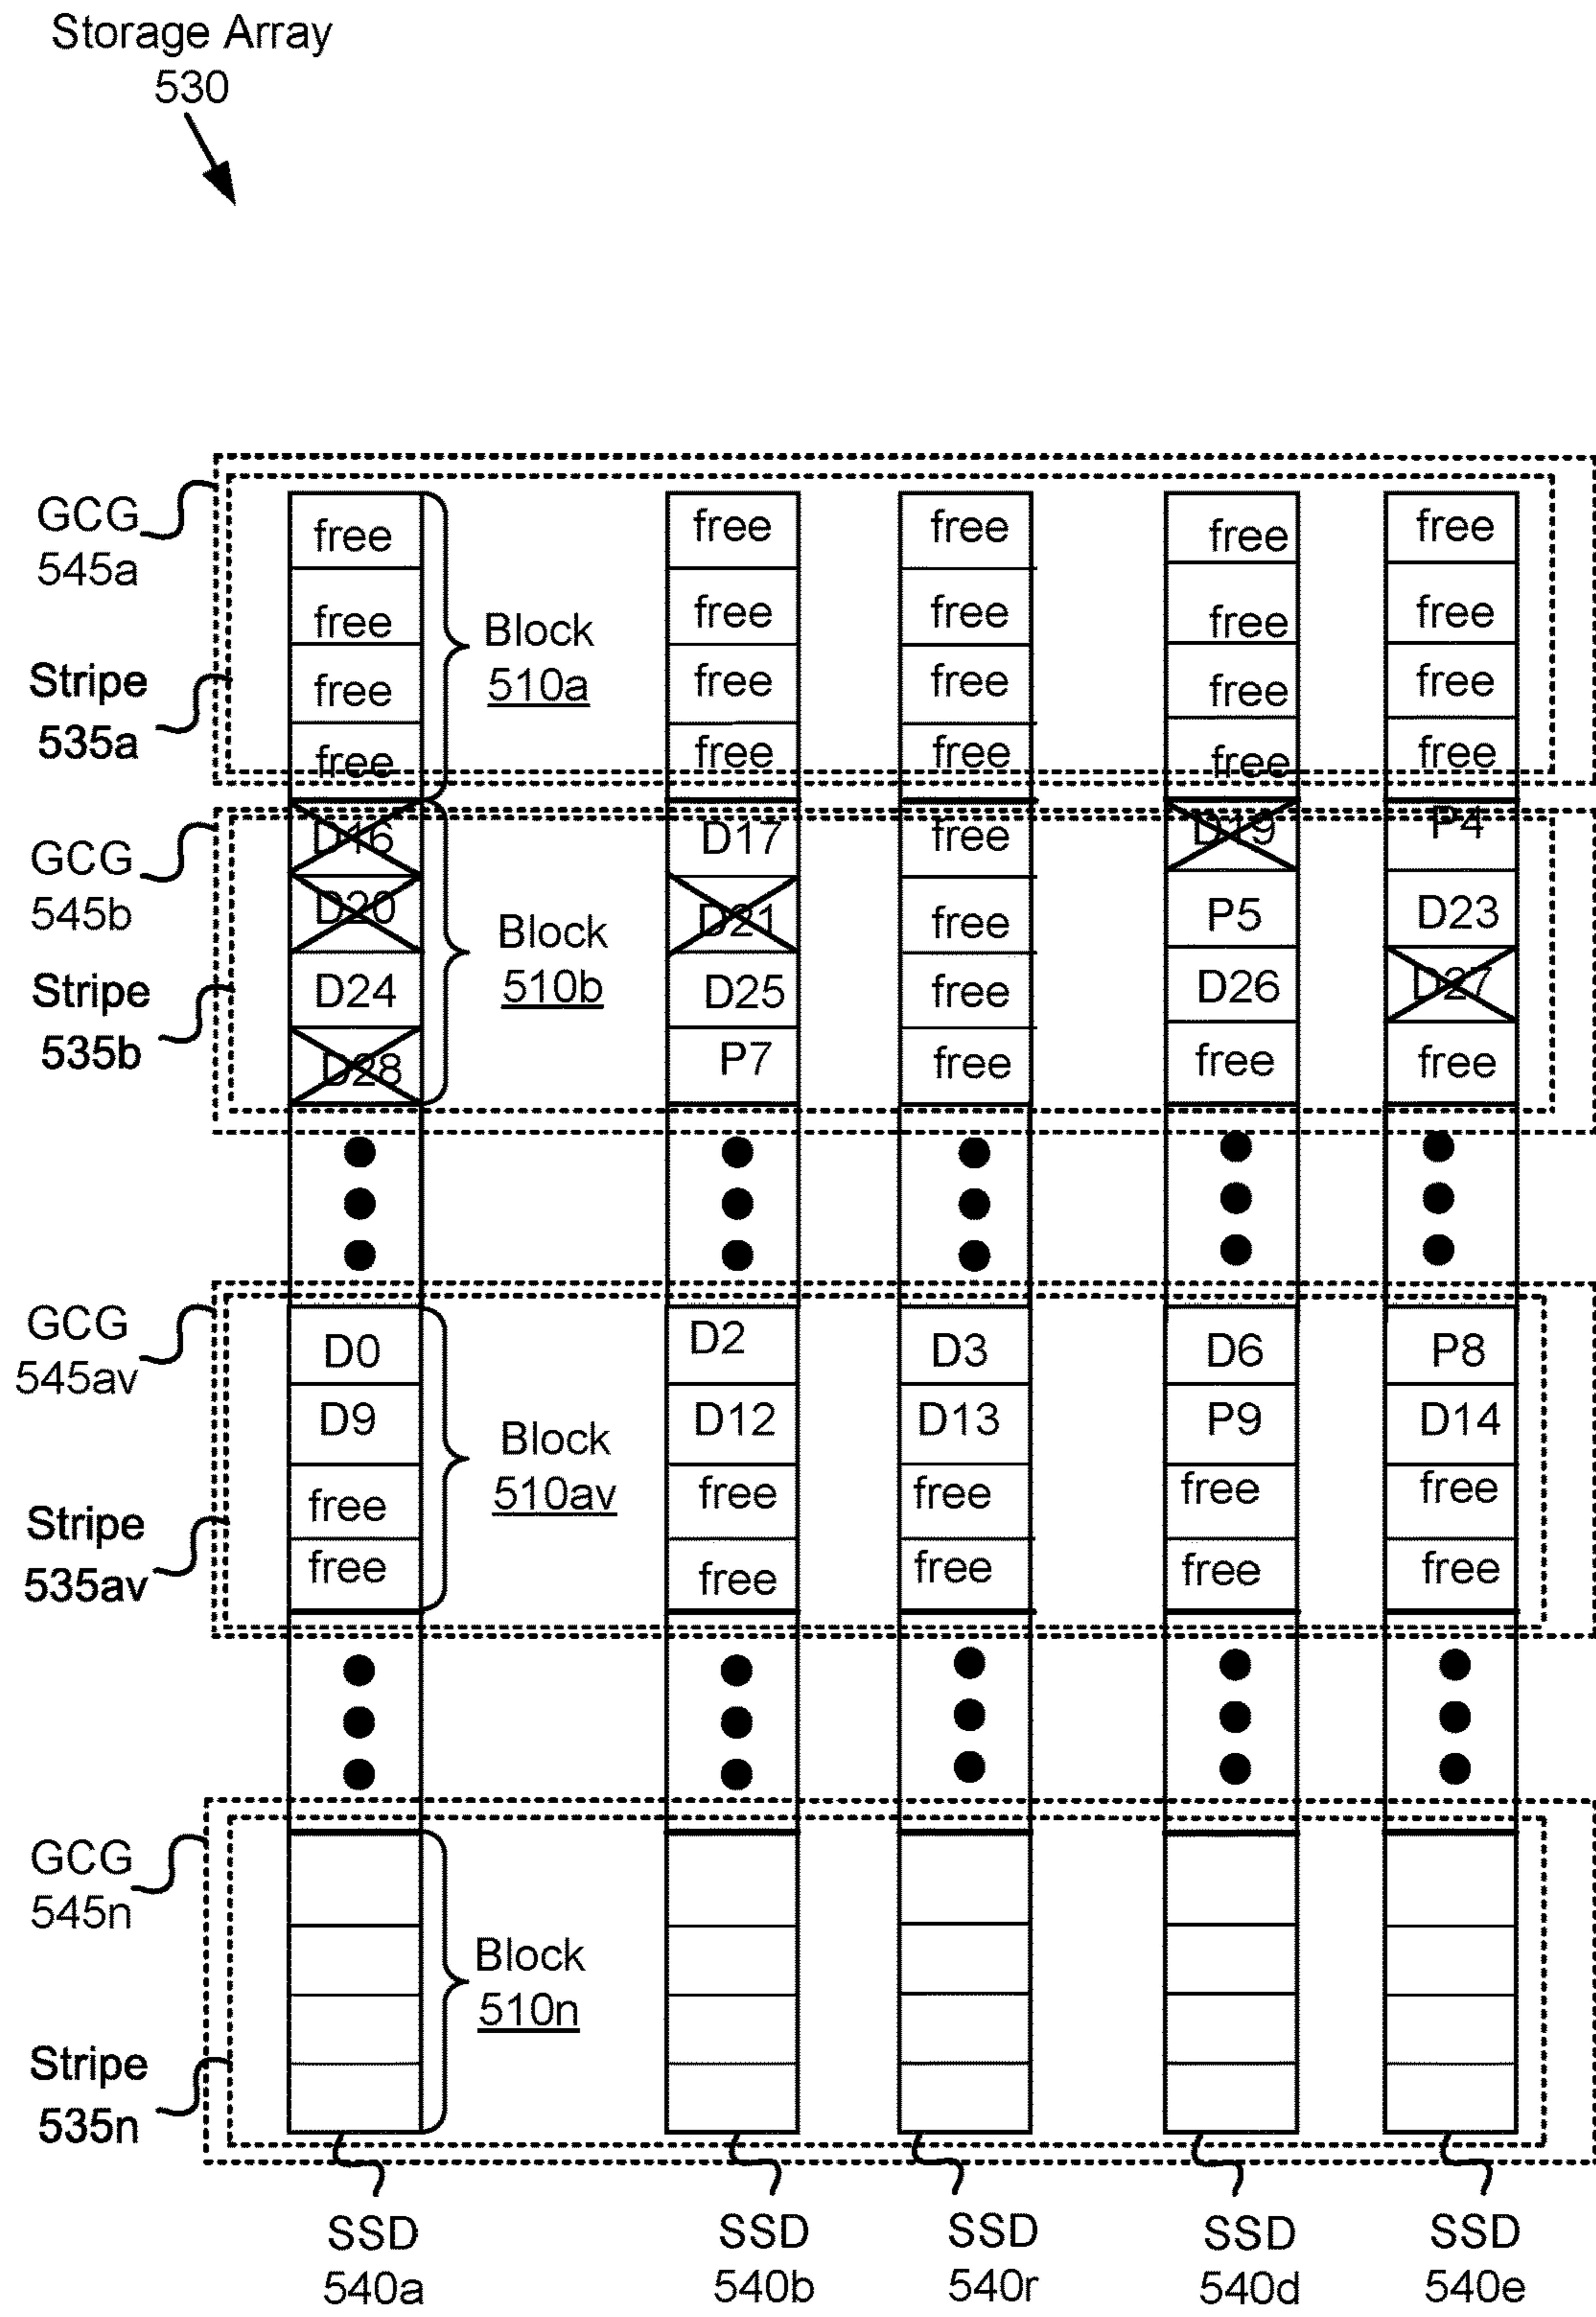 Storage Array
530
GCG
545a
Stripe
535a
Block
510a
free free free free free
free free free free free
free free free free free
free free free free free
GCG
545b
Stripe
535b
Block
510b
D16 D17 free D19 P4
D20 D21 free P5 D23
D24 D25 free D26 D27
D28 P7 free free free
GCG
545av
Stripe
535av
Block
510av
D0 D2 D3 D6 P8
D9 D12 D13 P9 D14
free free free free free
free free free free free
GCG
545n
Stripe
535n
Block
510n
SSD SSD SSD SSD SSD
540a 540b 540r 540d 540e